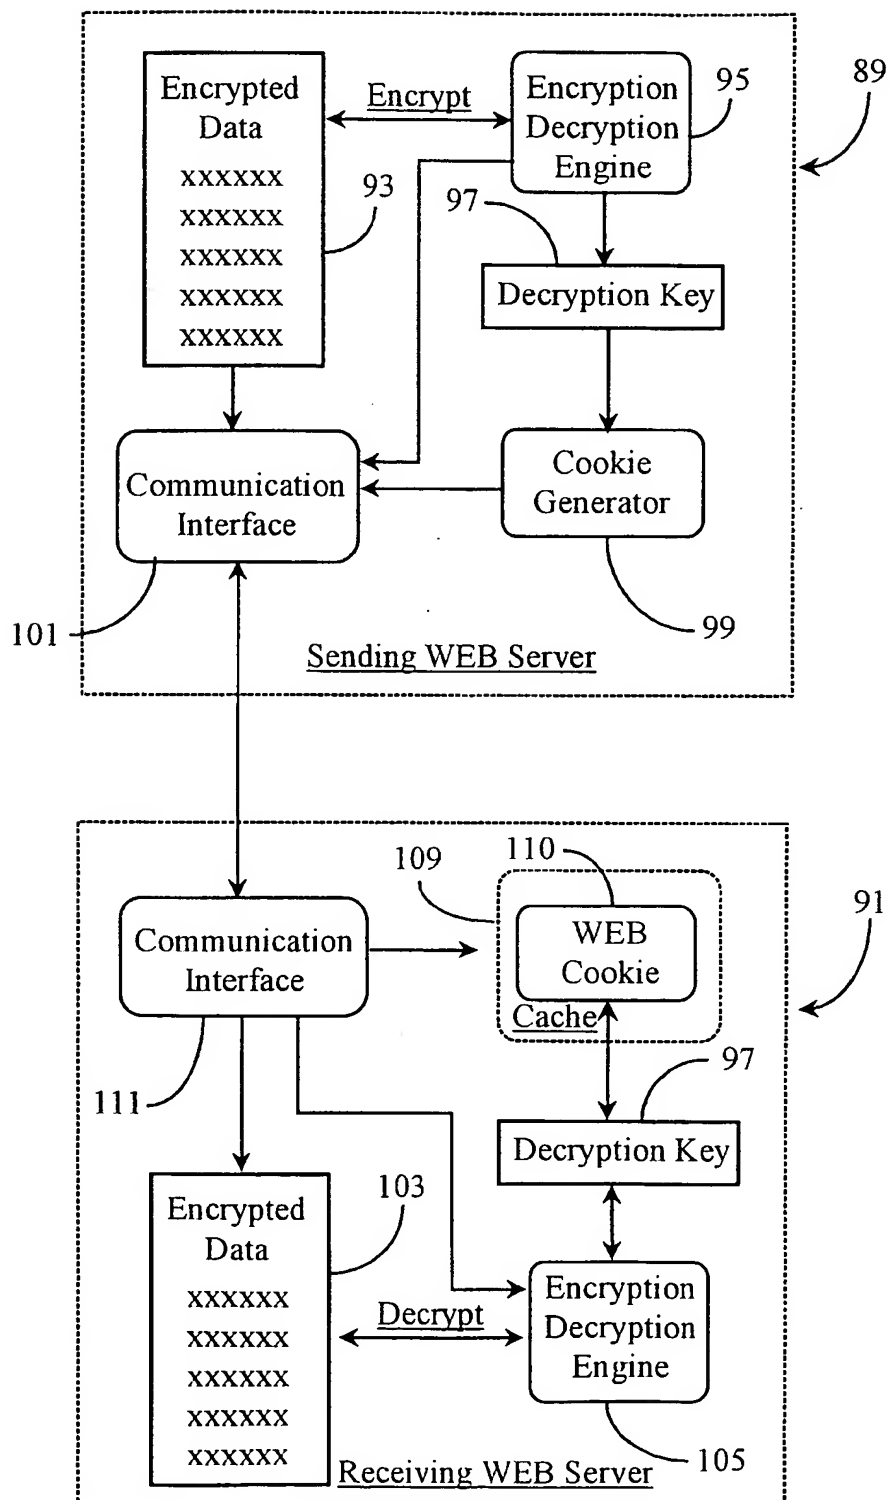 Encrypted
Data
xxxxxx
xxxxxx
xxxxxx
xxxxxx
xxxxxx
93
Encrypt
Encryption
Decryption
Engine
95
89
97
Decryption Key
Communication
Interface
101
Cookie
Generator
99
Sending WEB Server
109
110
WEB
Cookie
Cache
91
Communication
Interface
111
97
Decryption Key
Encrypted
Data
xxxxxx
xxxxxx
xxxxxx
xxxxxx
xxxxxx
103
Decrypt
Encryption
Decryption
Engine
105
Receiving WEB Server